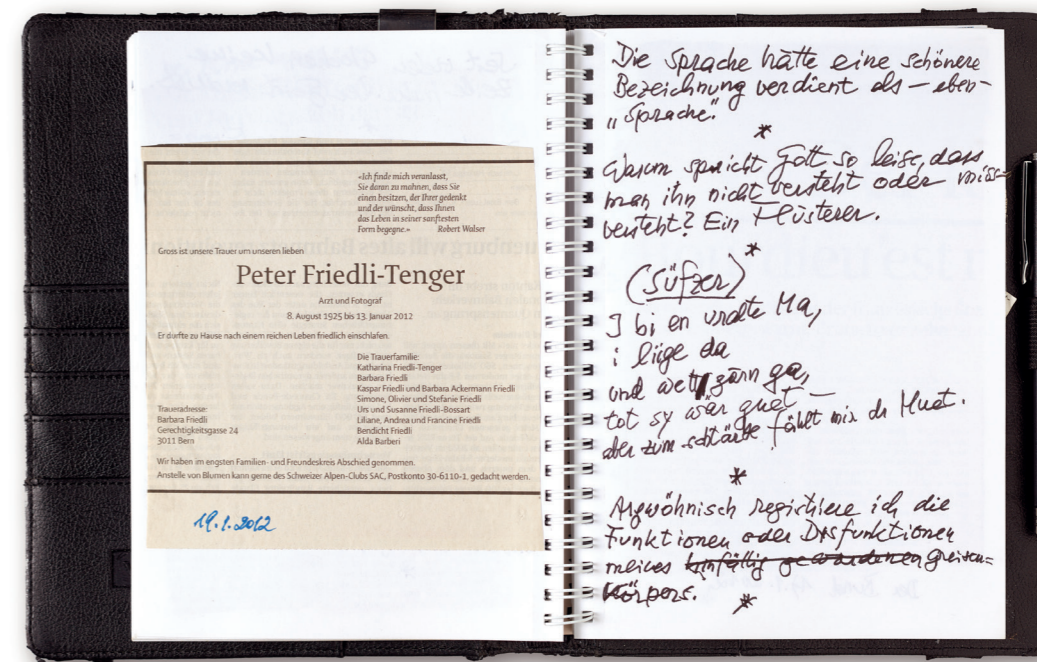 «Ich finde mich veranlasst,
Sie daran zu mahnen, dass Sie
einen besitzen, der Ihrer gedenkt
und der wünscht, dass Ihnen
das Leben in seiner sanftesten
Form begegne.» Robert Walser
Gross ist unsere Trauer um unseren lieben
Peter Friedli-Tenger
Arzt und Fotograf
8. August 1925 bis 13. Januar 2012
Er durfte zu Hause nach einem reichen Leben friedlich einschlafen.
Die Trauerfamilie:
Katharina Friedli-Tenger
Barbara Friedli
Kaspar Friedli und Barbara Ackermann Friedli
Simone, Olivier und Stefanie Friedli
Urs und Susanne Friedli-Bossart
Liliane, Andrea und Francine Friedli
Bendicht Friedli
Alda Barberi
Traueradresse:
Barbara Friedli
Gerechtigkeitsgasse 24
3011 Bern
Wir haben im engsten Familien- und Freundeskreis Abschied genommen.
Anstelle von Blumen kann gerne des Schweizer Alpen-Clubs SAC, Postkonto 30-6110-1, gedacht werden.
19.1.2012
Die Sprache hätte eine schönere
Bezeichnung verdient als – eben –
„Sprache."
*
Warum spricht Gott so leise, dass
man ihn nicht versteht oder miss-
versteht? Ein Flüsterer.
*
(Süfzer)
I bi en uralte Ma,
i lige da
und wett gärn ga,
tot sy wär guet –
aber zum schtärbe fählt mir dr Muet.
*
Argwöhnisch registriere ich die
Funktionen oder Dysfunktionen
meines hinfällig gewordenen greisen-
Körpers.
*